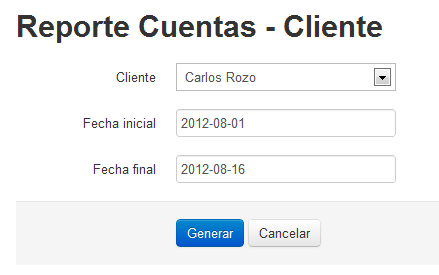 Reporte Cuentas - Cliente
Cliente Carlos Rozo
Fecha inicial 2012-08-01
Fecha final 2012-08-16
Generar Cancelar